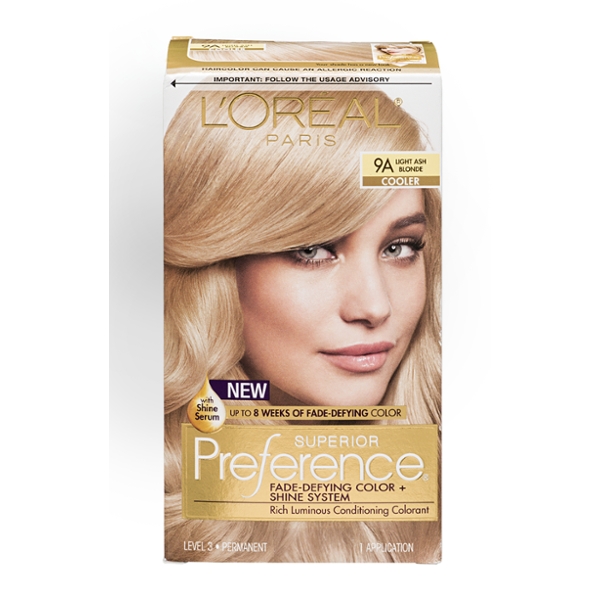 9A
HAIRCOLOR CAN CAUSE AN ALLERGIC REACTION
IMPORTANT: FOLLOW THE USAGE ADVISORY
L'ORÉAL®
PARIS
9A LIGHT ASH
BLONDE
COOLER
with
Shine
Serum
NEW
UP TO 8 WEEKS OF FADE-DEFYING COLOR
SUPERIOR
Preference®
FADE-DEFYING COLOR +
SHINE SYSTEM
Rich Luminous Conditioning Colorant
LEVEL 3 • PERMANENT
1 APPLICATION